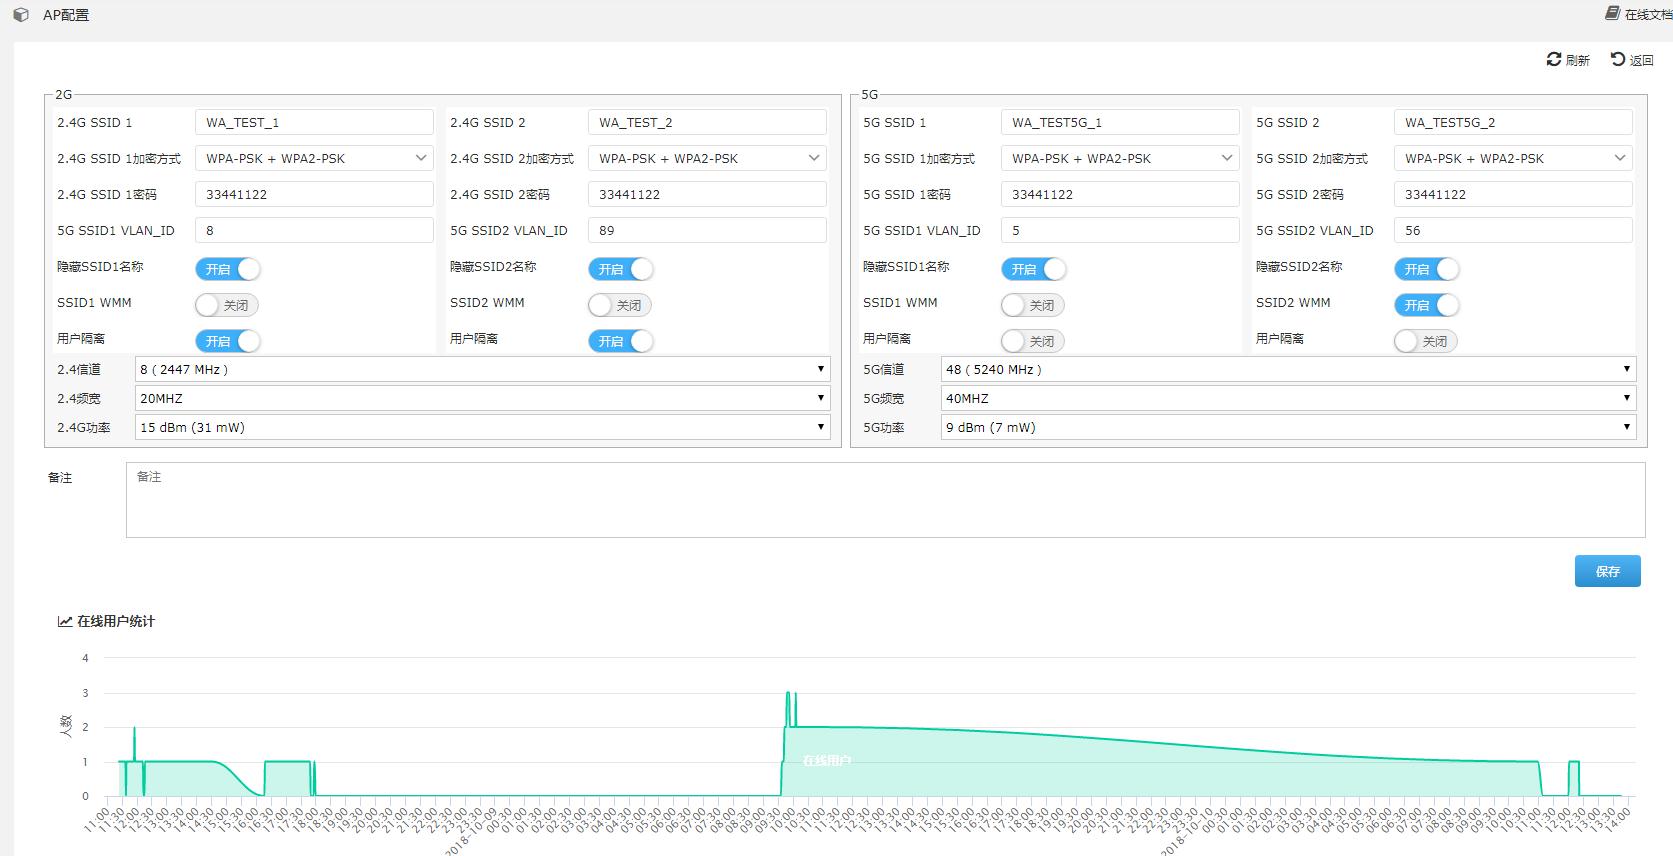 AP配置
在线文档
刷新 返回
2G
2.4G SSID 1 WA_TEST_1 2.4G SSID 2 WA_TEST_2
2.4G SSID 1加密方式 WPA-PSK + WPA2-PSK 2.4G SSID 2加密方式 WPA-PSK + WPA2-PSK
2.4G SSID 1密码 33441122 2.4G SSID 2密码 33441122
5G SSID1 VLAN_ID 8 5G SSID2 VLAN_ID 89
隐藏SSID1名称 开启 隐藏SSID2名称 开启
SSID1 WMM 关闭 SSID2 WMM 关闭
用户隔离 开启 用户隔离 开启
2.4信道 8 ( 2447 MHz )
2.4频宽 20MHZ
2.4G功率 15 dBm (31 mW)
5G
5G SSID 1 WA_TEST5G_1 5G SSID 2 WA_TEST5G_2
5G SSID 1加密方式 WPA-PSK + WPA2-PSK 5G SSID 2加密方式 WPA-PSK + WPA2-PSK
5G SSID 1密码 33441122 5G SSID 2密码 33441122
5G SSID1 VLAN_ID 5 5G SSID2 VLAN_ID 56
隐藏SSID1名称 开启 隐藏SSID2名称 开启
SSID1 WMM 关闭 SSID2 WMM 开启
用户隔离 关闭 用户隔离 关闭
5G信道 48 ( 5240 MHz )
5G频宽 40MHZ
5G功率 9 dBm (7 mW)
备注 备注
保存
在线用户统计
4
3
2
1
0
人数
在线用户
11:00 11:30 12:00 12:30 13:00 13:30 14:00 14:30 15:00 15:30 16:00 16:30 17:00 17:30 18:00 18:30 19:00 19:30 20:00 20:30 21:00 21:30 22:00 22:30 23:00 23:30 2018-10-09 00:30 01:00 01:30 02:00 02:30 03:00 03:30 04:00 04:30 05:00 05:30 06:00 06:30 07:00 07:30 08:00 08:30 09:00 09:30 10:00 10:30 11:00 11:30 12:00 12:30 13:00 13:30 14:00 14:30 15:00 15:30 16:00 16:30 17:00 17:30 18:00 18:30 19:00 19:30 20:00 20:30 21:00 21:30 22:00 22:30 23:00 23:30 2018-10-10 00:30 01:00 01:30 02:00 02:30 03:00 03:30 04:00 04:30 05:00 05:30 06:00 06:30 07:00 07:30 08:00 08:30 09:00 09:30 10:00 10:30 11:00 11:30 12:00 12:30 13:00 13:30 14:00